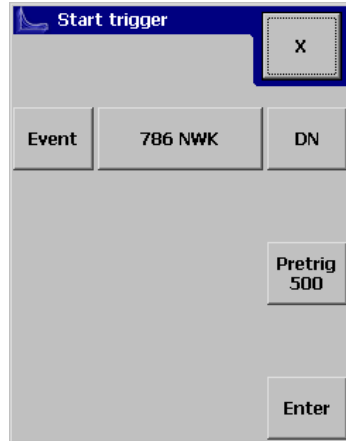 Start trigger
X
Event
786 NWK
DN
Pretrig
500
Enter